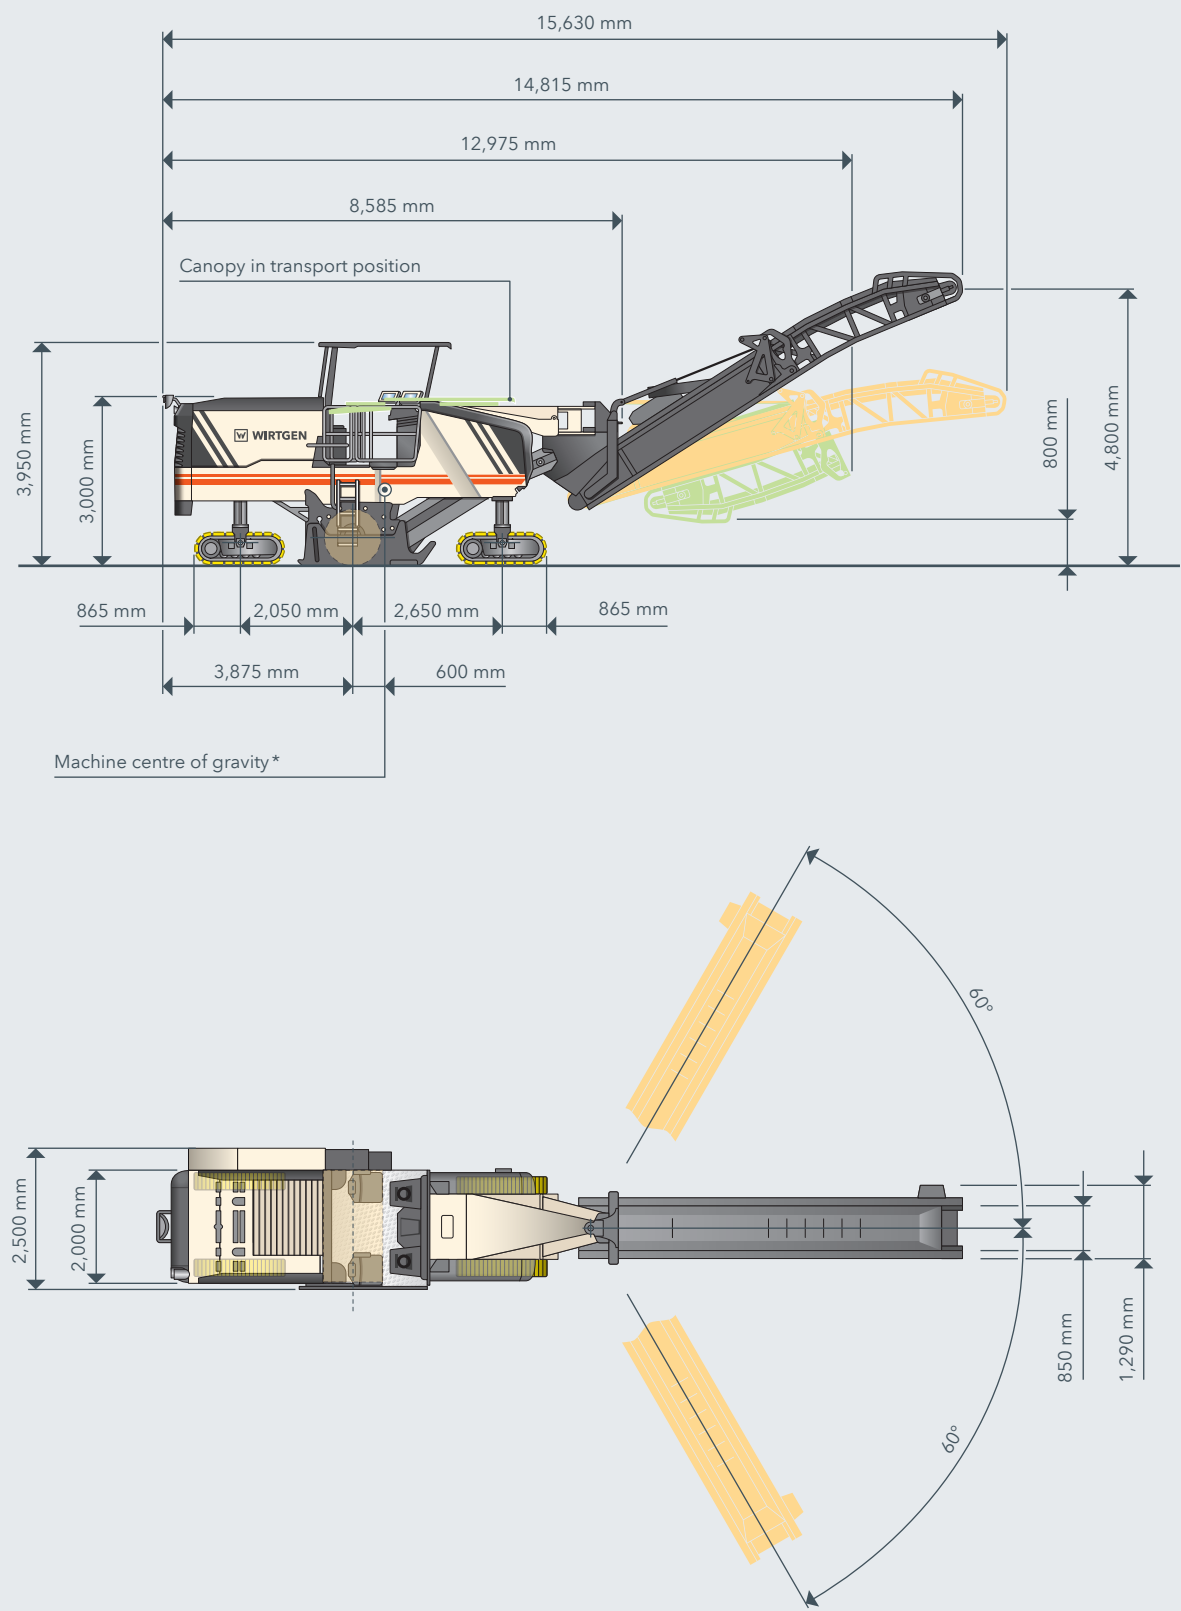 15,630 mm
14,815 mm
12,975 mm
8,585 mm
Canopy in transport position
3,950 mm
3,000 mm
W WIRTGEN
800 mm
4,800 mm
865 mm
2,050 mm
2,650 mm
865 mm
3,875 mm
600 mm
Machine centre of gravity*
60°
2,500 mm
2,000 mm
850 mm
1,290 mm
60°